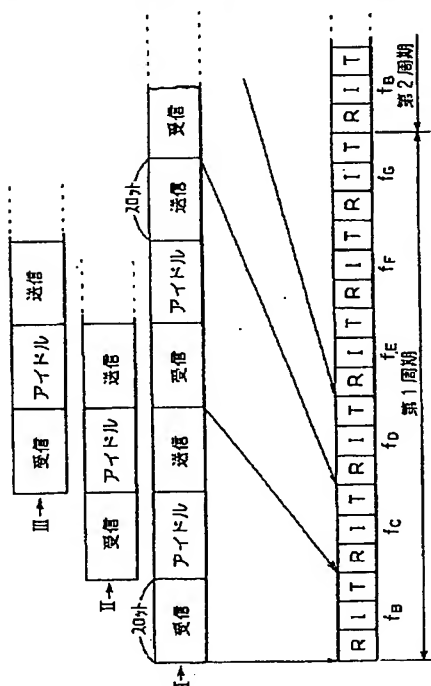 III→ 受信 アイドル 送信
II→ 受信 アイドル 送信
スロット スロット
I→ 受信 アイドル 送信 受信 アイドル 送信 受信
R I T R I T R I T R I T R I T R I T R I T
fB fC fD fE fF fG fB
第1周期 第2周期